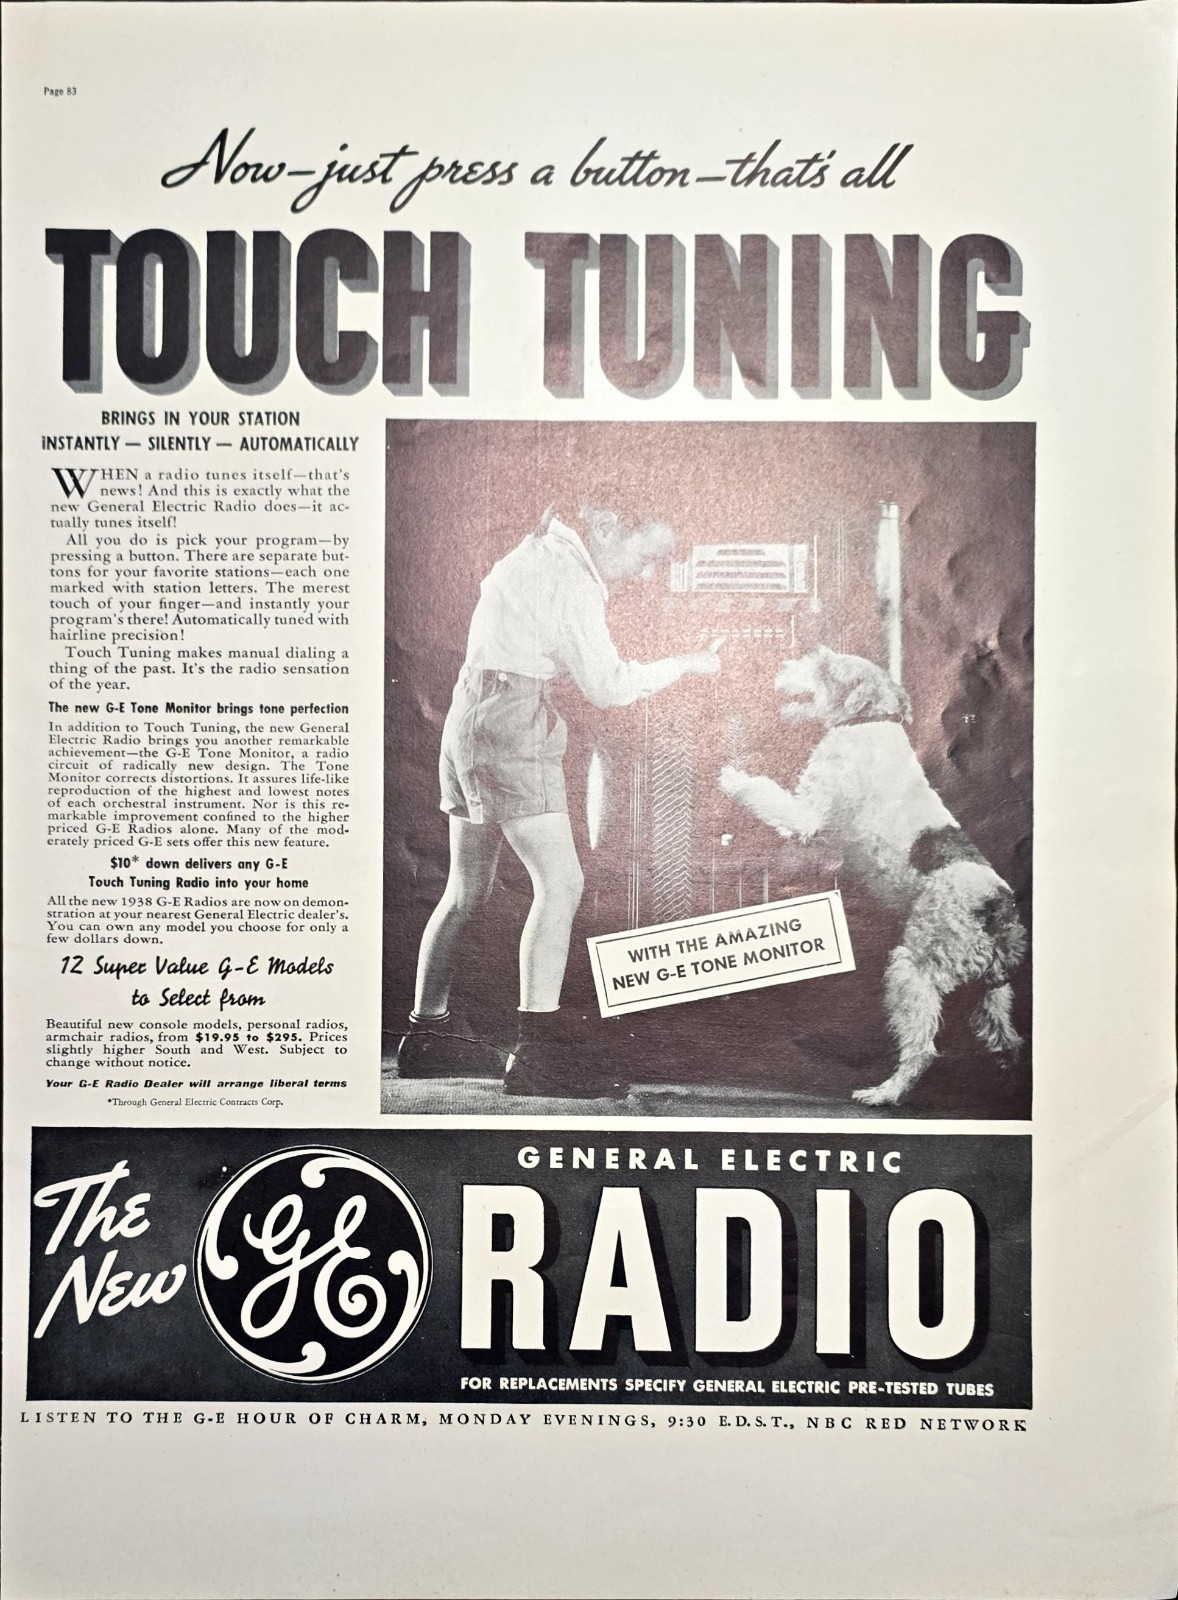 Page 83
Now—just press a button—that's all
TOUCH TUNING
BRINGS IN YOUR STATION
INSTANTLY — SILENTLY — AUTOMATICALLY
WHEN a radio tunes itself—that's
news! And this is exactly what the
new General Electric Radio does—it ac-
tually tunes itself!
All you do is pick your program—by
pressing a button. There are separate but-
tons for your favorite stations—each one
marked with station letters. The merest
touch of your finger—and instantly your
program's there! Automatically tuned with
hairline precision!
Touch Tuning makes manual dialing a
thing of the past. It's the radio sensation
of the year.
The new G-E Tone Monitor brings tone perfection
In addition to Touch Tuning, the new General
Electric Radio brings you another remarkable
achievement—the G-E Tone Monitor, a radio
circuit of radically new design. The Tone
Monitor corrects distortions. It assures life-like
reproduction of the highest and lowest notes
of each orchestral instrument. Nor is this re-
markable improvement confined to the higher
priced G-E Radios alone. Many of the mod-
erately priced G-E sets offer this new feature.
$10* down delivers any G-E
Touch Tuning Radio into your home
All the new 1938 G-E Radios are now on demon-
stration at your nearest General Electric dealer's.
You can own any model you choose for only a
few dollars down.
12 Super Value G-E Models
to Select from
Beautiful new console models, personal radios,
armchair radios, from $19.95 to $295. Prices
slightly higher South and West. Subject to
change without notice.
Your G-E Radio Dealer will arrange liberal terms
*Through General Electric Contracts Corp.
WITH THE AMAZING
NEW G-E TONE MONITOR
The New
GE
GENERAL ELECTRIC
RADIO
FOR REPLACEMENTS SPECIFY GENERAL ELECTRIC PRE-TESTED TUBES
LISTEN TO THE G-E HOUR OF CHARM, MONDAY EVENINGS, 9:30 E.D.S.T., NBC RED NETWORK